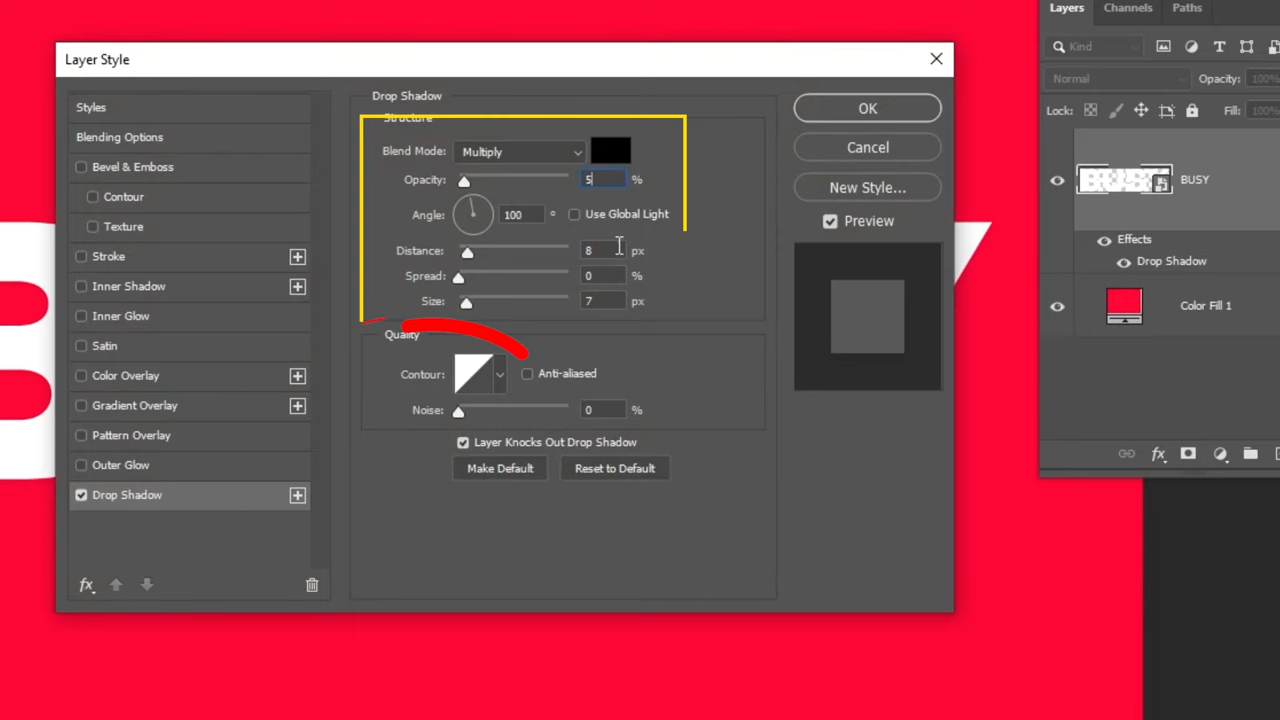 Layers Channels Paths
Layer Style
Kind
Normal Opacity: 100%
Lock: Fill: 100%
Styles
Blending Options
Bevel & Emboss
Contour
Texture
Stroke
Inner Shadow
Inner Glow
Satin
Color Overlay
Gradient Overlay
Pattern Overlay
Outer Glow
Drop Shadow
fx
Drop Shadow
Structure
Blend Mode: Multiply
Opacity: 5 %
Angle: 100 ° Use Global Light
Distance: 8 px
Spread: 0 %
Size: 7 px
Quality
Contour: Anti-aliased
Noise: 0 %
Layer Knocks Out Drop Shadow
Make Default Reset to Default
OK
Cancel
New Style...
Preview
BUSY BUSY
Effects
Drop Shadow
Color Fill 1
fx
B